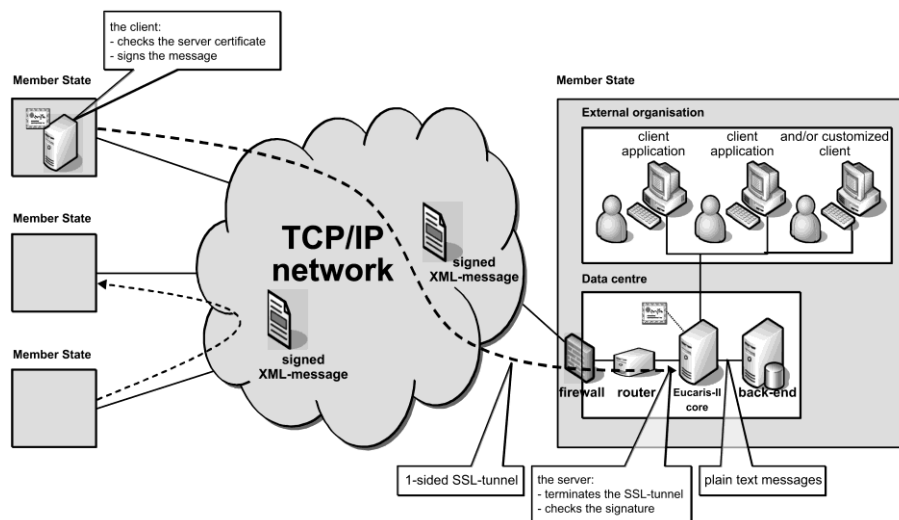 the client:
- checks the server certificate
- signs the message
Member State
Member State
External organisation
client
application
client
application
and/or customized
client
TCP/IP
network
signed
XML-message
Member State
signed
XML-message
Data centre
Member State
firewall
router
Eucaris-II
core
back-end
1-sided SSL-tunnel
the server:
- terminates the SSL-tunnel
- checks the signature
plain text messages